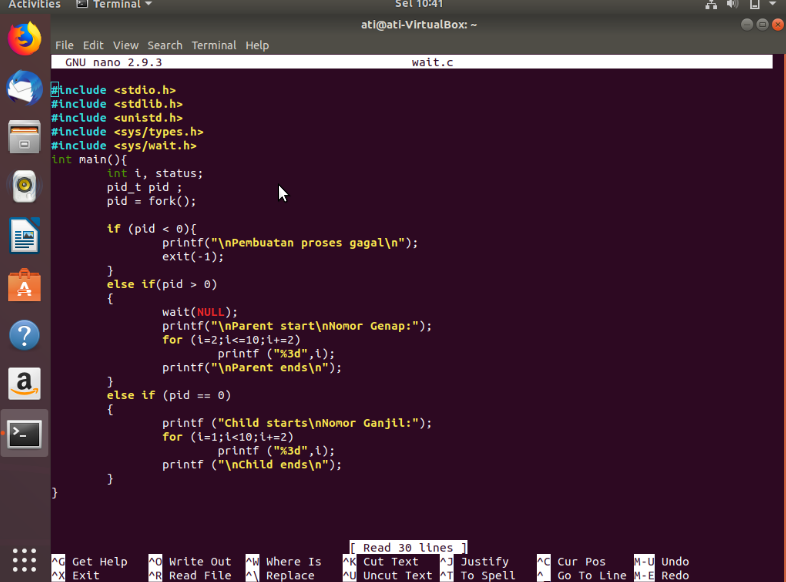 Activities Terminal Sel 10:41
ati@ati-VirtualBox: ~
File Edit View Search Terminal Help
GNU nano 2.9.3 wait.c
#include <stdio.h>
#include <stdlib.h>
#include <unistd.h>
#include <sys/types.h>
#include <sys/wait.h>
int main(){
int i, status;
pid_t pid ;
pid = fork();
if (pid < 0){
printf("\nPembuatan proses gagal\n");
exit(-1);
}
else if(pid > 0)
{
wait(NULL);
printf("\nParent start\nNomor Genap:");
for (i=2;i<=10;i+=2)
printf ("%3d",i);
printf("\nParent ends\n");
}
else if (pid == 0)
{
printf ("Child starts\nNomor Ganjil:");
for (i=1;i<10;i+=2)
printf ("%3d",i);
printf ("\nChild ends\n");
}
}
[ Read 30 lines ]
^G Get Help ^O Write Out ^W Where Is ^K Cut Text ^J Justify ^C Cur Pos M-U Undo
^X Exit ^R Read File ^\ Replace ^U Uncut Text ^T To Spell ^_ Go To Line M-E Redo